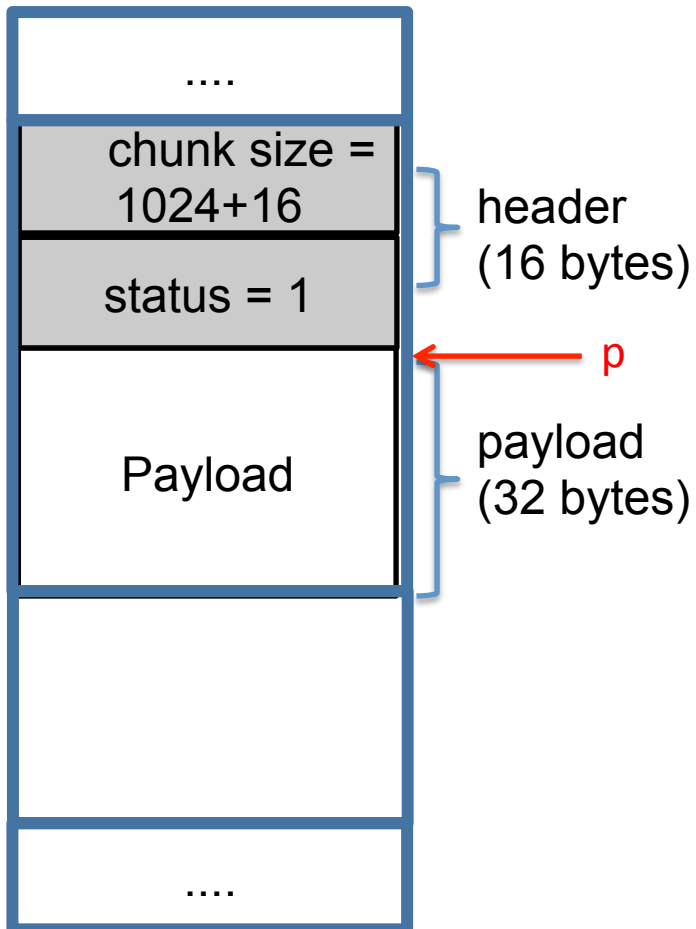 ....
chunk size =
1024+16
header
(16 bytes)
status = 1
p
Payload
payload
(32 bytes)
....